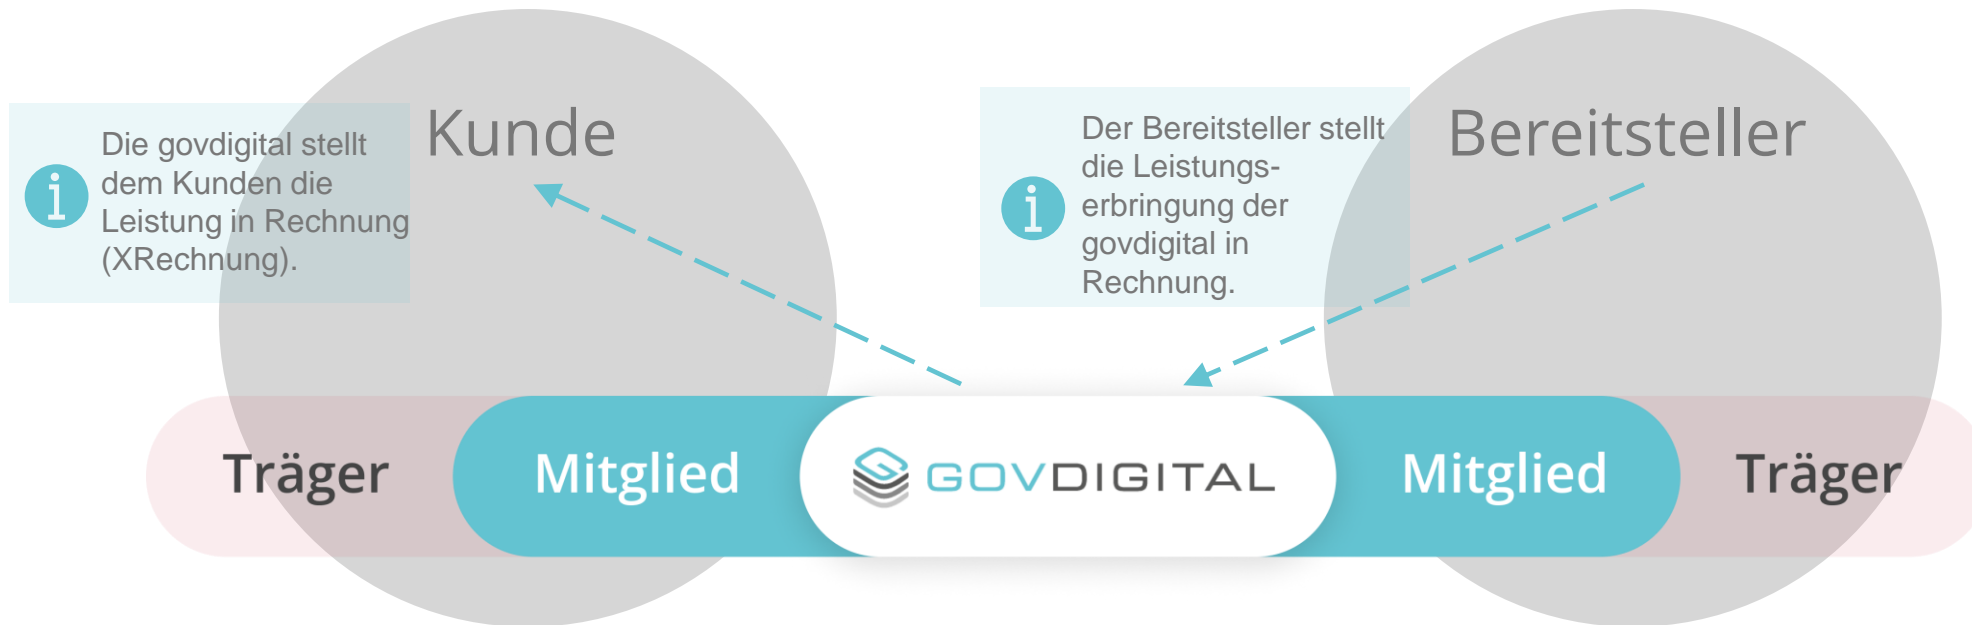 Kunde
Die govdigital stellt
dem Kunden die
Leistung in Rechnung
(XRechnung).
Bereitsteller
Der Bereitsteller stellt
die Leistungs-
erbringung der
govdigital in
Rechnung.
Träger
Mitglied
GOVDIGITAL
Mitglied
Träger